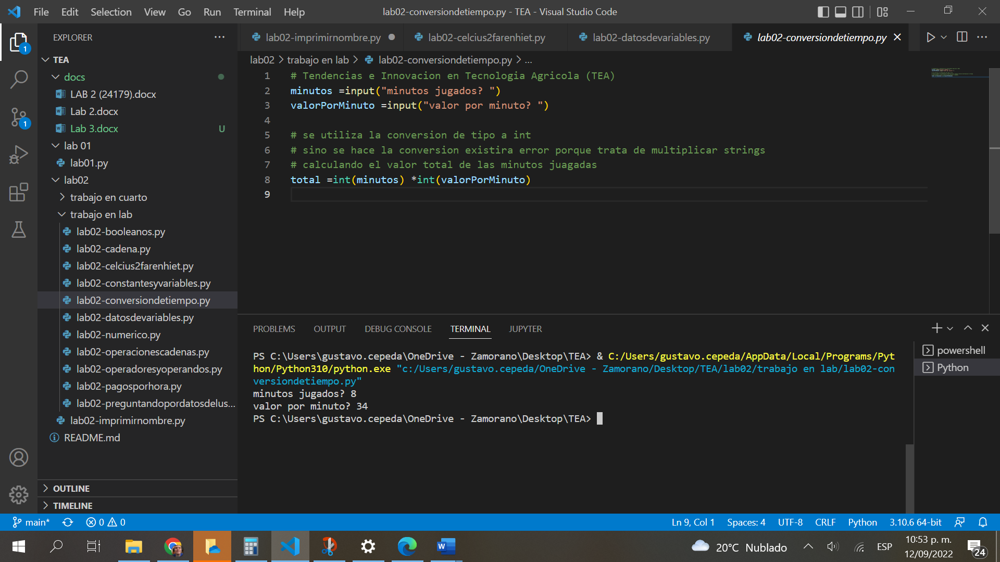 File Edit Selection View Go Run Terminal Help
lab02-conversiondetiempo.py - TEA - Visual Studio Code
EXPLORER
TEA
docs
LAB 2 (24179).docx
Lab 2.docx
Lab 3.docx U
lab 01
lab01.py
lab02
trabajo en cuarto
trabajo en lab
lab02-booleanos.py
lab02-cadena.py
lab02-celcius2farenhiet.py
lab02-constantesyvariables.py
lab02-conversiondetiempo.py
lab02-datosdevariables.py
lab02-numerico.py
lab02-operacionescadenas.py
lab02-operadoresyoperandos.py
lab02-pagosporhora.py
lab02-preguntandopordatosdelus...
lab02-imprimirnombre.py
README.md
OUTLINE
TIMELINE
1
1
lab02-imprimirnombre.py lab02-celcius2farenhiet.py lab02-datosdevariables.py lab02-conversiondetiempo.py
lab02 > trabajo en lab > lab02-conversiondetiempo.py > ...
1 # Tendencias e Innovacion en Tecnologia Agricola (TEA)
2 minutos =input("minutos jugados? ")
3 valorPorMinuto =input("valor por minuto? ")
4
5 # se utiliza la conversion de tipo a int
6 # sino se hace la conversion existira error porque trata de multiplicar strings
7 # calculando el valor total de las minutos juagadas
8 total =int(minutos) *int(valorPorMinuto)
9
PROBLEMS OUTPUT DEBUG CONSOLE TERMINAL JUPYTER
PS C:\Users\gustavo.cepeda\OneDrive - Zamorano\Desktop\TEA> & C:/Users/gustavo.cepeda/AppData/Local/Programs/Pyt
hon/Python310/python.exe "c:/Users/gustavo.cepeda/OneDrive - Zamorano/Desktop/TEA/lab02/trabajo en lab/lab02-con
versiondetiempo.py"
minutos jugados? 8
valor por minuto? 34
PS C:\Users\gustavo.cepeda\OneDrive - Zamorano\Desktop\TEA>
powershell
Python
main* 0 0 Ln 9, Col 1 Spaces: 4 UTF-8 CRLF Python 3.10.6 64-bit
20°C Nublado ESP 10:53 p. m.
12/09/2022 24